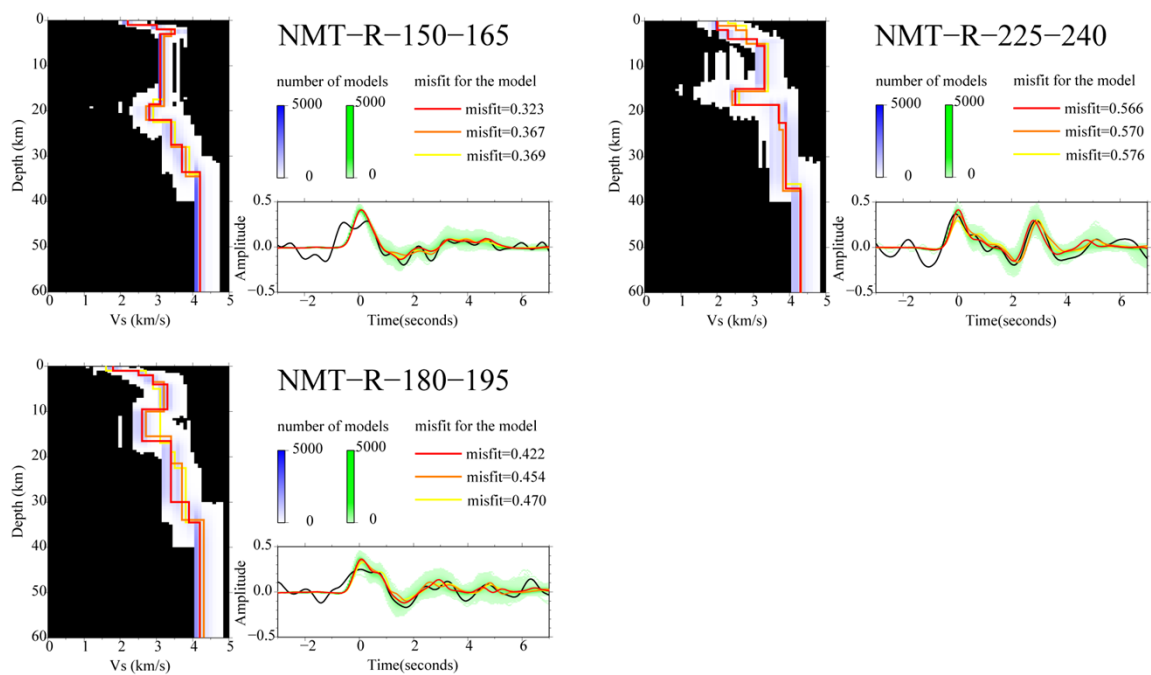 NMT−R−150−165
number of models misfit for the model
5000 5000
0 0
misfit=0.323
misfit=0.367
misfit=0.369
0
10
20
30
40
50
60
Depth (km)
0 1 2 3 4 5
Vs (km/s)
0.5
0.0
−0.5
Amplitude
−2 0 2 4 6
Time(seconds)
NMT−R−225−240
number of models misfit for the model
5000 5000
0 0
misfit=0.566
misfit=0.570
misfit=0.576
0
10
20
30
40
50
60
Depth (km)
0 1 2 3 4 5
Vs (km/s)
0.5
0.0
−0.5
Amplitude
−2 0 2 4 6
Time(seconds)
NMT−R−180−195
number of models misfit for the model
5000 5000
0 0
misfit=0.422
misfit=0.454
misfit=0.470
0
10
20
30
40
50
60
Depth (km)
0 1 2 3 4 5
Vs (km/s)
0.5
0.0
−0.5
Amplitude
−2 0 2 4 6
Time(seconds)